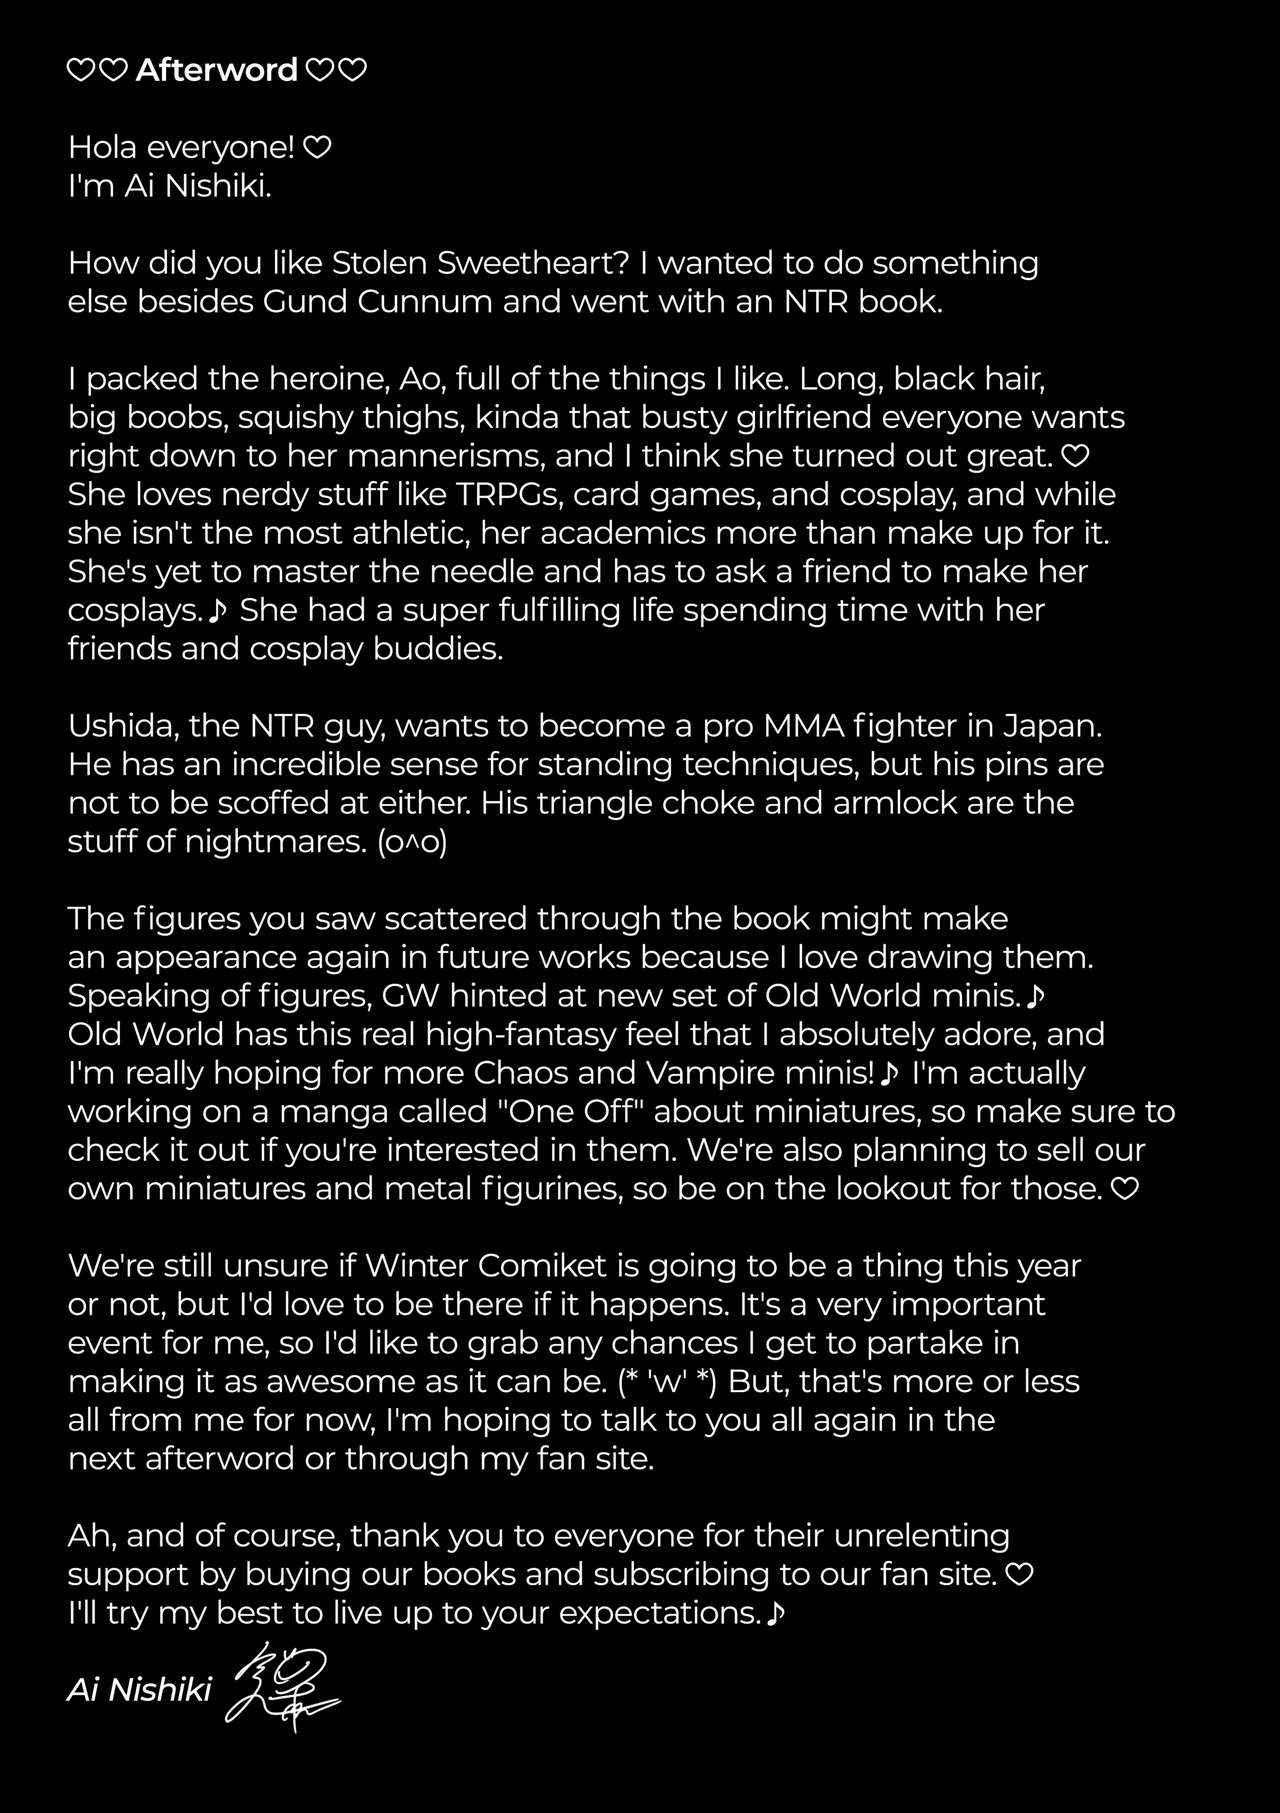 ♡♡ Afterword ♡♡
Hola everyone! ♡
I'm Ai Nishiki.
How did you like Stolen Sweetheart? I wanted to do something
else besides Gund Cunnum and went with an NTR book.
I packed the heroine, Ao, full of the things I like. Long, black hair,
big boobs, squishy thighs, kinda that busty girlfriend everyone wants
right down to her mannerisms, and I think she turned out great. ♡
She loves nerdy stuff like TRPGs, card games, and cosplay, and while
she isn't the most athletic, her academics more than make up for it.
She's yet to master the needle and has to ask a friend to make her
cosplays.♪ She had a super fulfilling life spending time with her
friends and cosplay buddies.
Ushida, the NTR guy, wants to become a pro MMA fighter in Japan.
He has an incredible sense for standing techniques, but his pins are
not to be scoffed at either. His triangle choke and armlock are the
stuff of nightmares. (o^o)
The figures you saw scattered through the book might make
an appearance again in future works because I love drawing them.
Speaking of figures, GW hinted at new set of Old World minis.♪
Old World has this real high-fantasy feel that I absolutely adore, and
I'm really hoping for more Chaos and Vampire minis!♪ I'm actually
working on a manga called "One Off" about miniatures, so make sure to
check it out if you're interested in them. We're also planning to sell our
own miniatures and metal figurines, so be on the lookout for those. ♡
We're still unsure if Winter Comiket is going to be a thing this year
or not, but I'd love to be there if it happens. It's a very important
event for me, so I'd like to grab any chances I get to partake in
making it as awesome as it can be. (* 'w' *) But, that's more or less
all from me for now, I'm hoping to talk to you all again in the
next afterword or through my fan site.
Ah, and of course, thank you to everyone for their unrelenting
support by buying our books and subscribing to our fan site. ♡
I'll try my best to live up to your expectations.♪
Ai Nishiki